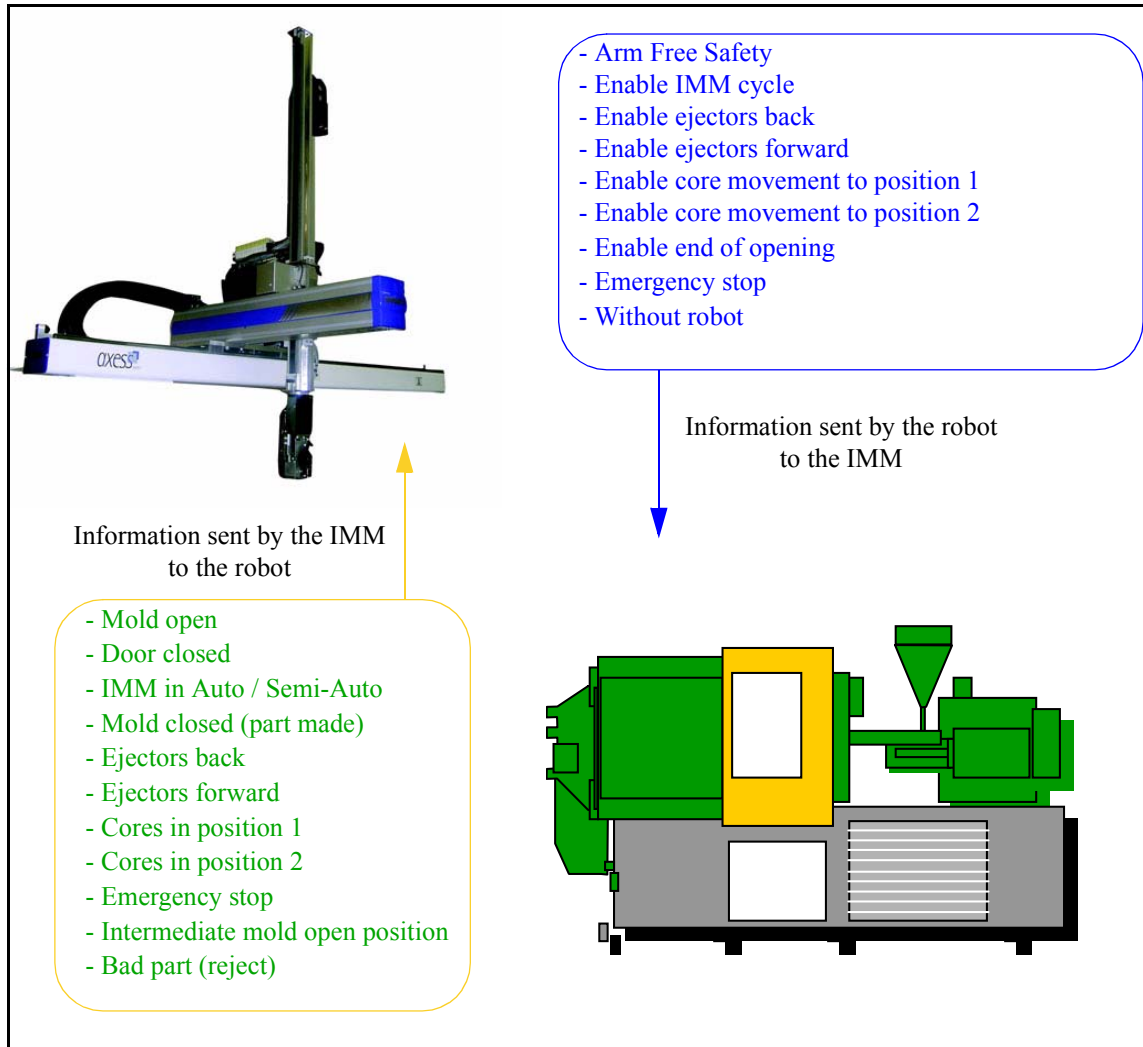 - Arm Free Safety
- Enable IMM cycle
- Enable ejectors back
- Enable ejectors forward
- Enable core movement to position 1
- Enable core movement to position 2
- Enable end of opening
- Emergency stop
- Without robot
axess
Information sent by the robot
to the IMM
Information sent by the IMM
to the robot
- Mold open
- Door closed
- IMM in Auto / Semi-Auto
- Mold closed (part made)
- Ejectors back
- Ejectors forward
- Cores in position 1
- Cores in position 2
- Emergency stop
- Intermediate mold open position
- Bad part (reject)